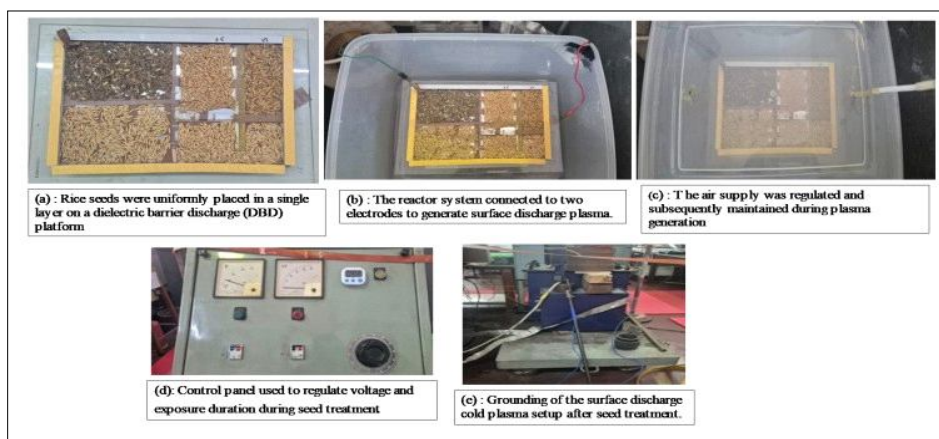 (a) : Rice seeds were uniformly placed in a single
layer on a dielectric barrier discharge (DBD)
platform
(b) : The reactor system connected to two
electrodes to generate surface discharge plasma.
(c) : The air supply was regulated and
subsequently maintained during plasma
generation
(d): Control panel used to regulate voltage and
exposure duration during seed treatment
(e) : Grounding of the surface discharge
cold plasma setup after seed treatment.